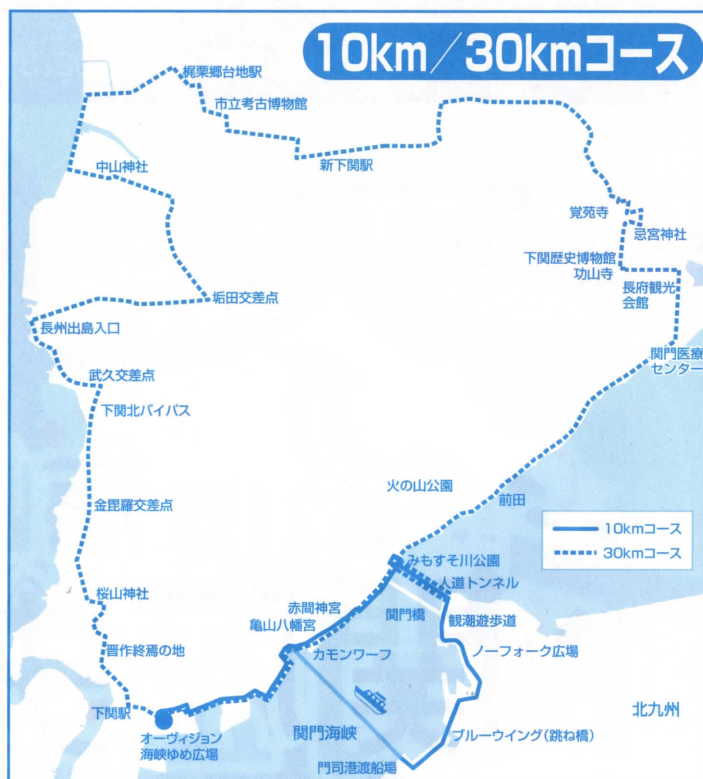 10km/30kmコース
梶栗郷台地駅
市立考古博物館
新下関駅
中山神社
覚苑寺
忌宮神社
下関歴史博物館
功山寺
長府観光
会館
垢田交差点
長州出島入口
関門医療
センター
武久交差点
下関北バイパス
火の山公園
前田
金毘羅交差点
10kmコース
30kmコース
みもすそ川公園
人道トンネル
桜山神社
赤間神宮
亀山八幡宮
関門橋
観潮遊歩道
カモンワーフ
ノーフォーク広場
晋作終焉の地
下関駅
オーヴィジョン
海峡ゆめ広場
関門海峡
北九州
ブルーウイング(跳ね橋)
門司港渡船場